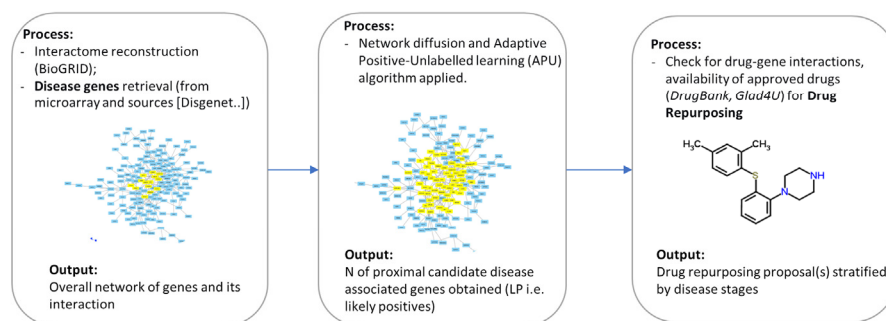 Process:
- Interactome reconstruction
(BioGRID);
- Disease genes retrieval (from
microarray and sources [Disgenet..])
Output:
Overall network of genes and its
interaction
Process:
- Network diffusion and Adaptive
Positive-Unlabelled learning (APU)
algorithm applied.
Output:
N of proximal candidate disease
associated genes obtained (LP i.e.
likely positives)
Process:
- Check for drug-gene interactions,
availability of approved drugs
(DrugBank, Glad4U) for Drug
Repurposing
H₃C
CH₃
S
N
NH
Output:
Drug repurposing proposal(s) stratified
by disease stages